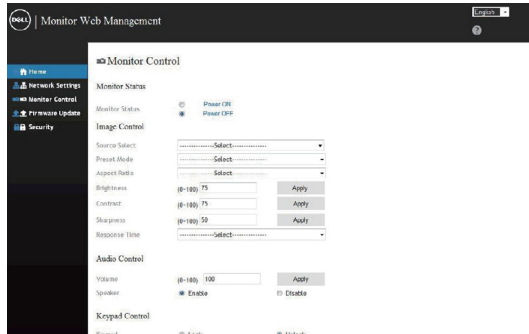 DELL | Monitor Web Management
English
?
Home
Network Settings
Monitor Control
Firmware Update
Security
Monitor Control
Monitor Status
Monitor Status
Power ON
Power OFF
Image Control
Source Select ---------------Select---------------
Preset Mode ---------------Select---------------
Aspect Ratio ---------------Select---------------
Brightness (0~100) 75 Apply
Contrast (0~100) 75 Apply
Sharpness (0~100) 50 Apply
Response Time ---------------Select---------------
Audio Control
Volume (0~100) 100 Apply
Speaker Enable Disable
Keypad Control